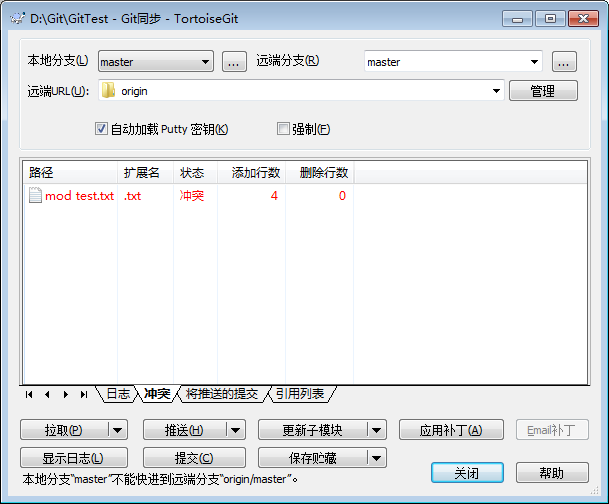 D:\Git\GitTest - Git同步 - TortoiseGit
本地分支(L) master ... 远端分支(R) master ...
远端URL(U): origin 管理
自动加载 Putty 密钥(K) 强制(F)
路径 扩展名 状态 添加行数 删除行数
mod test.txt .txt 冲突 4 0
日志 冲突 将推送的提交 引用列表
拉取(P) 推送(H) 更新子模块 应用补丁(A) Email补丁
显示日志(L) 提交(C) 保存贮藏
本地分支“master”不能快进到远端分支“origin/master”。
关闭 帮助